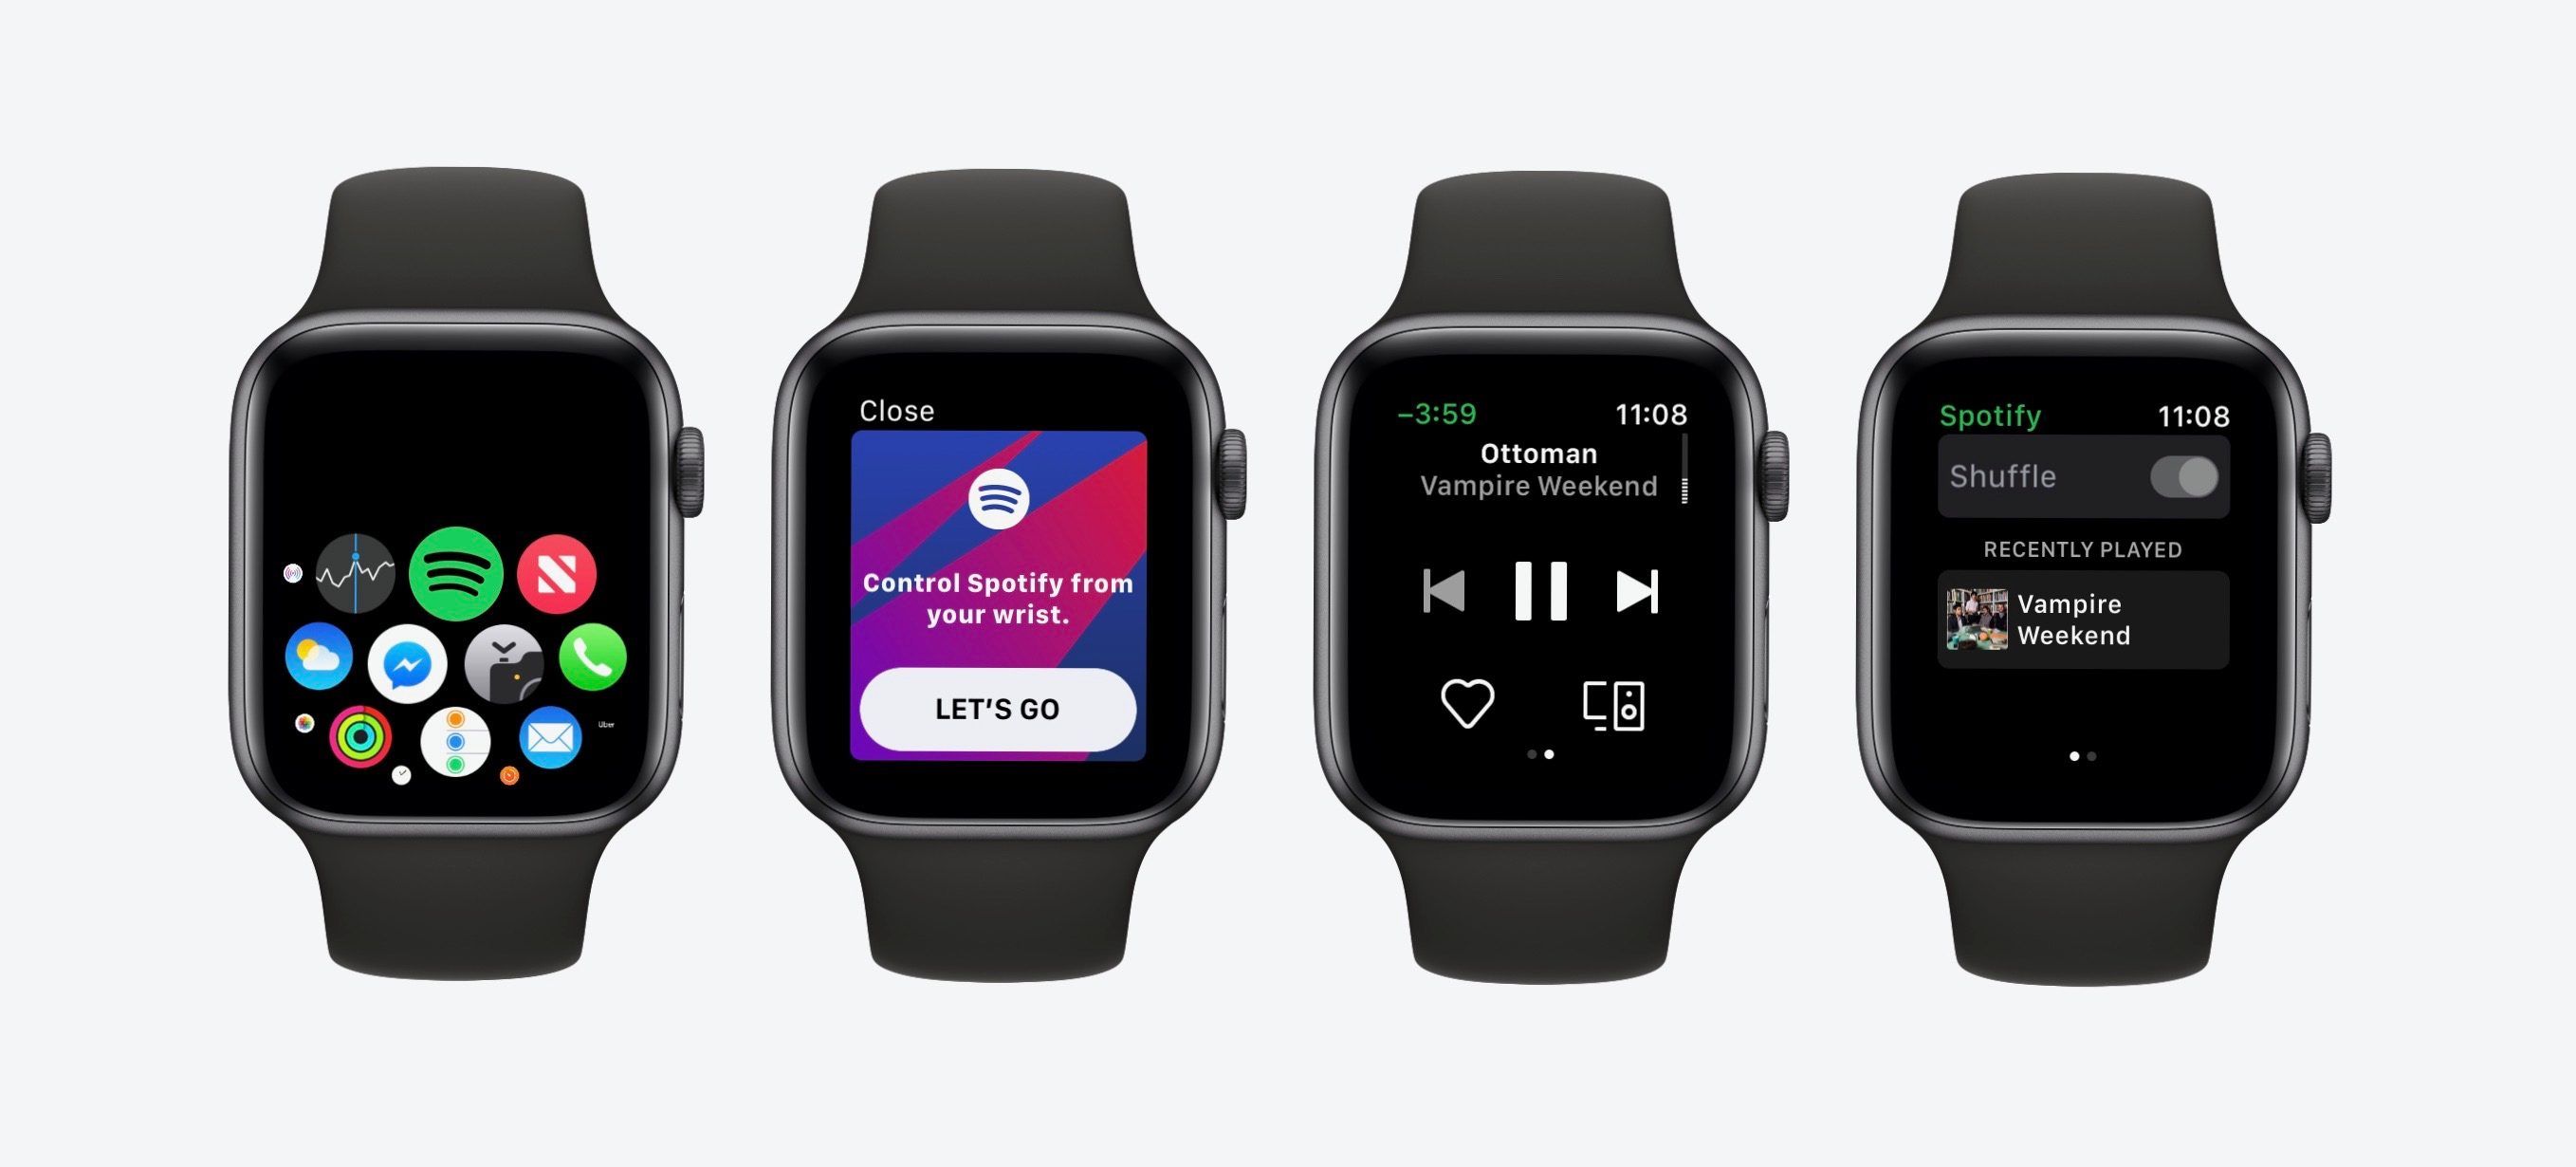 Uber
Close
Control Spotify from
your wrist.
LET’S GO
–3:59
11:08
Ottoman
Vampire Weekend
Spotify
11:08
Shuffle
RECENTLY PLAYED
Vampire
Weekend